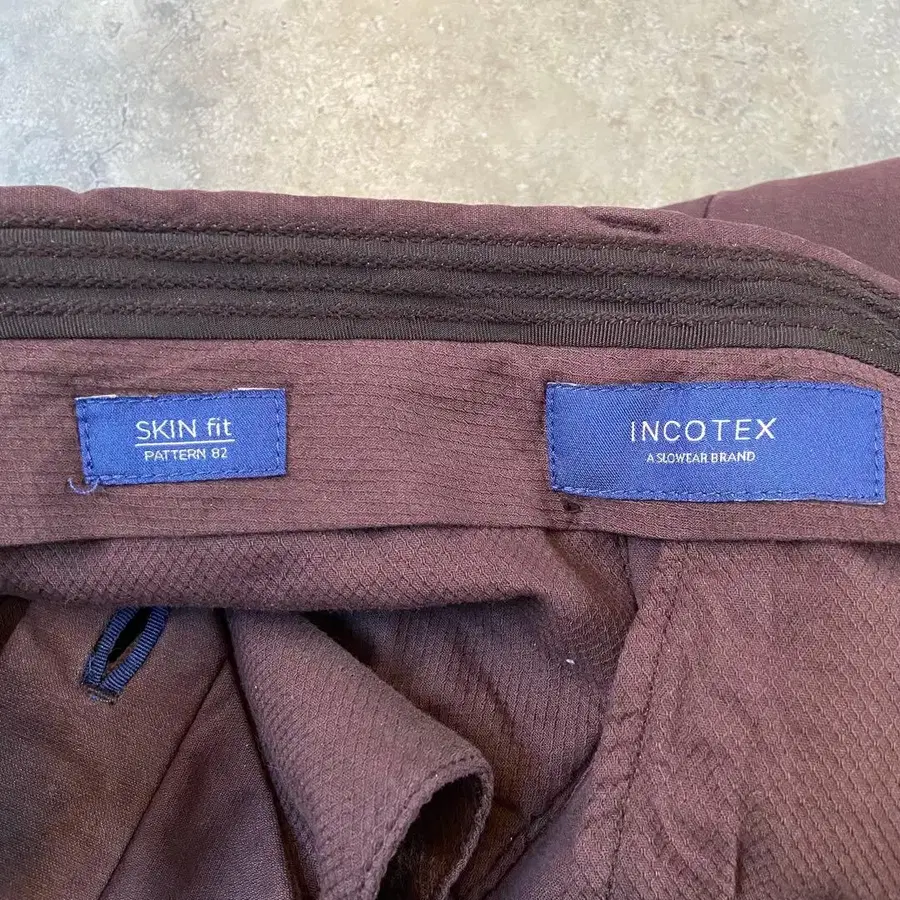 SKIN fit
PATTERN 82
INCOTEX
A SLOWEAR BRAND